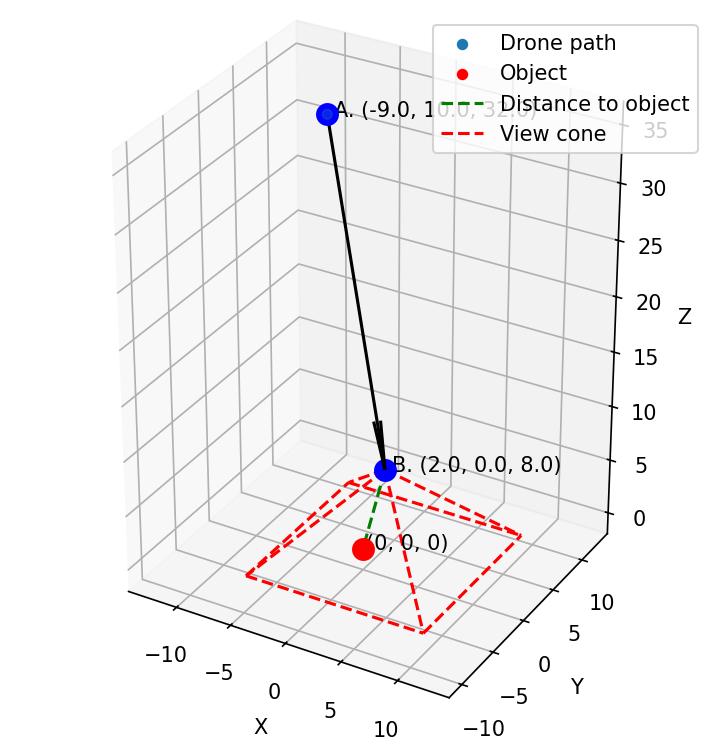 Drone path
Object
Distance to object
View cone
A. (-9.0, 10.0, 32.0)
B. (2.0, 0.0, 8.0)
(0, 0, 0)
35
30
25
20
15
10
5
0
Z
−10
−5
0
5
10
X
−10
−5
0
5
10
Y